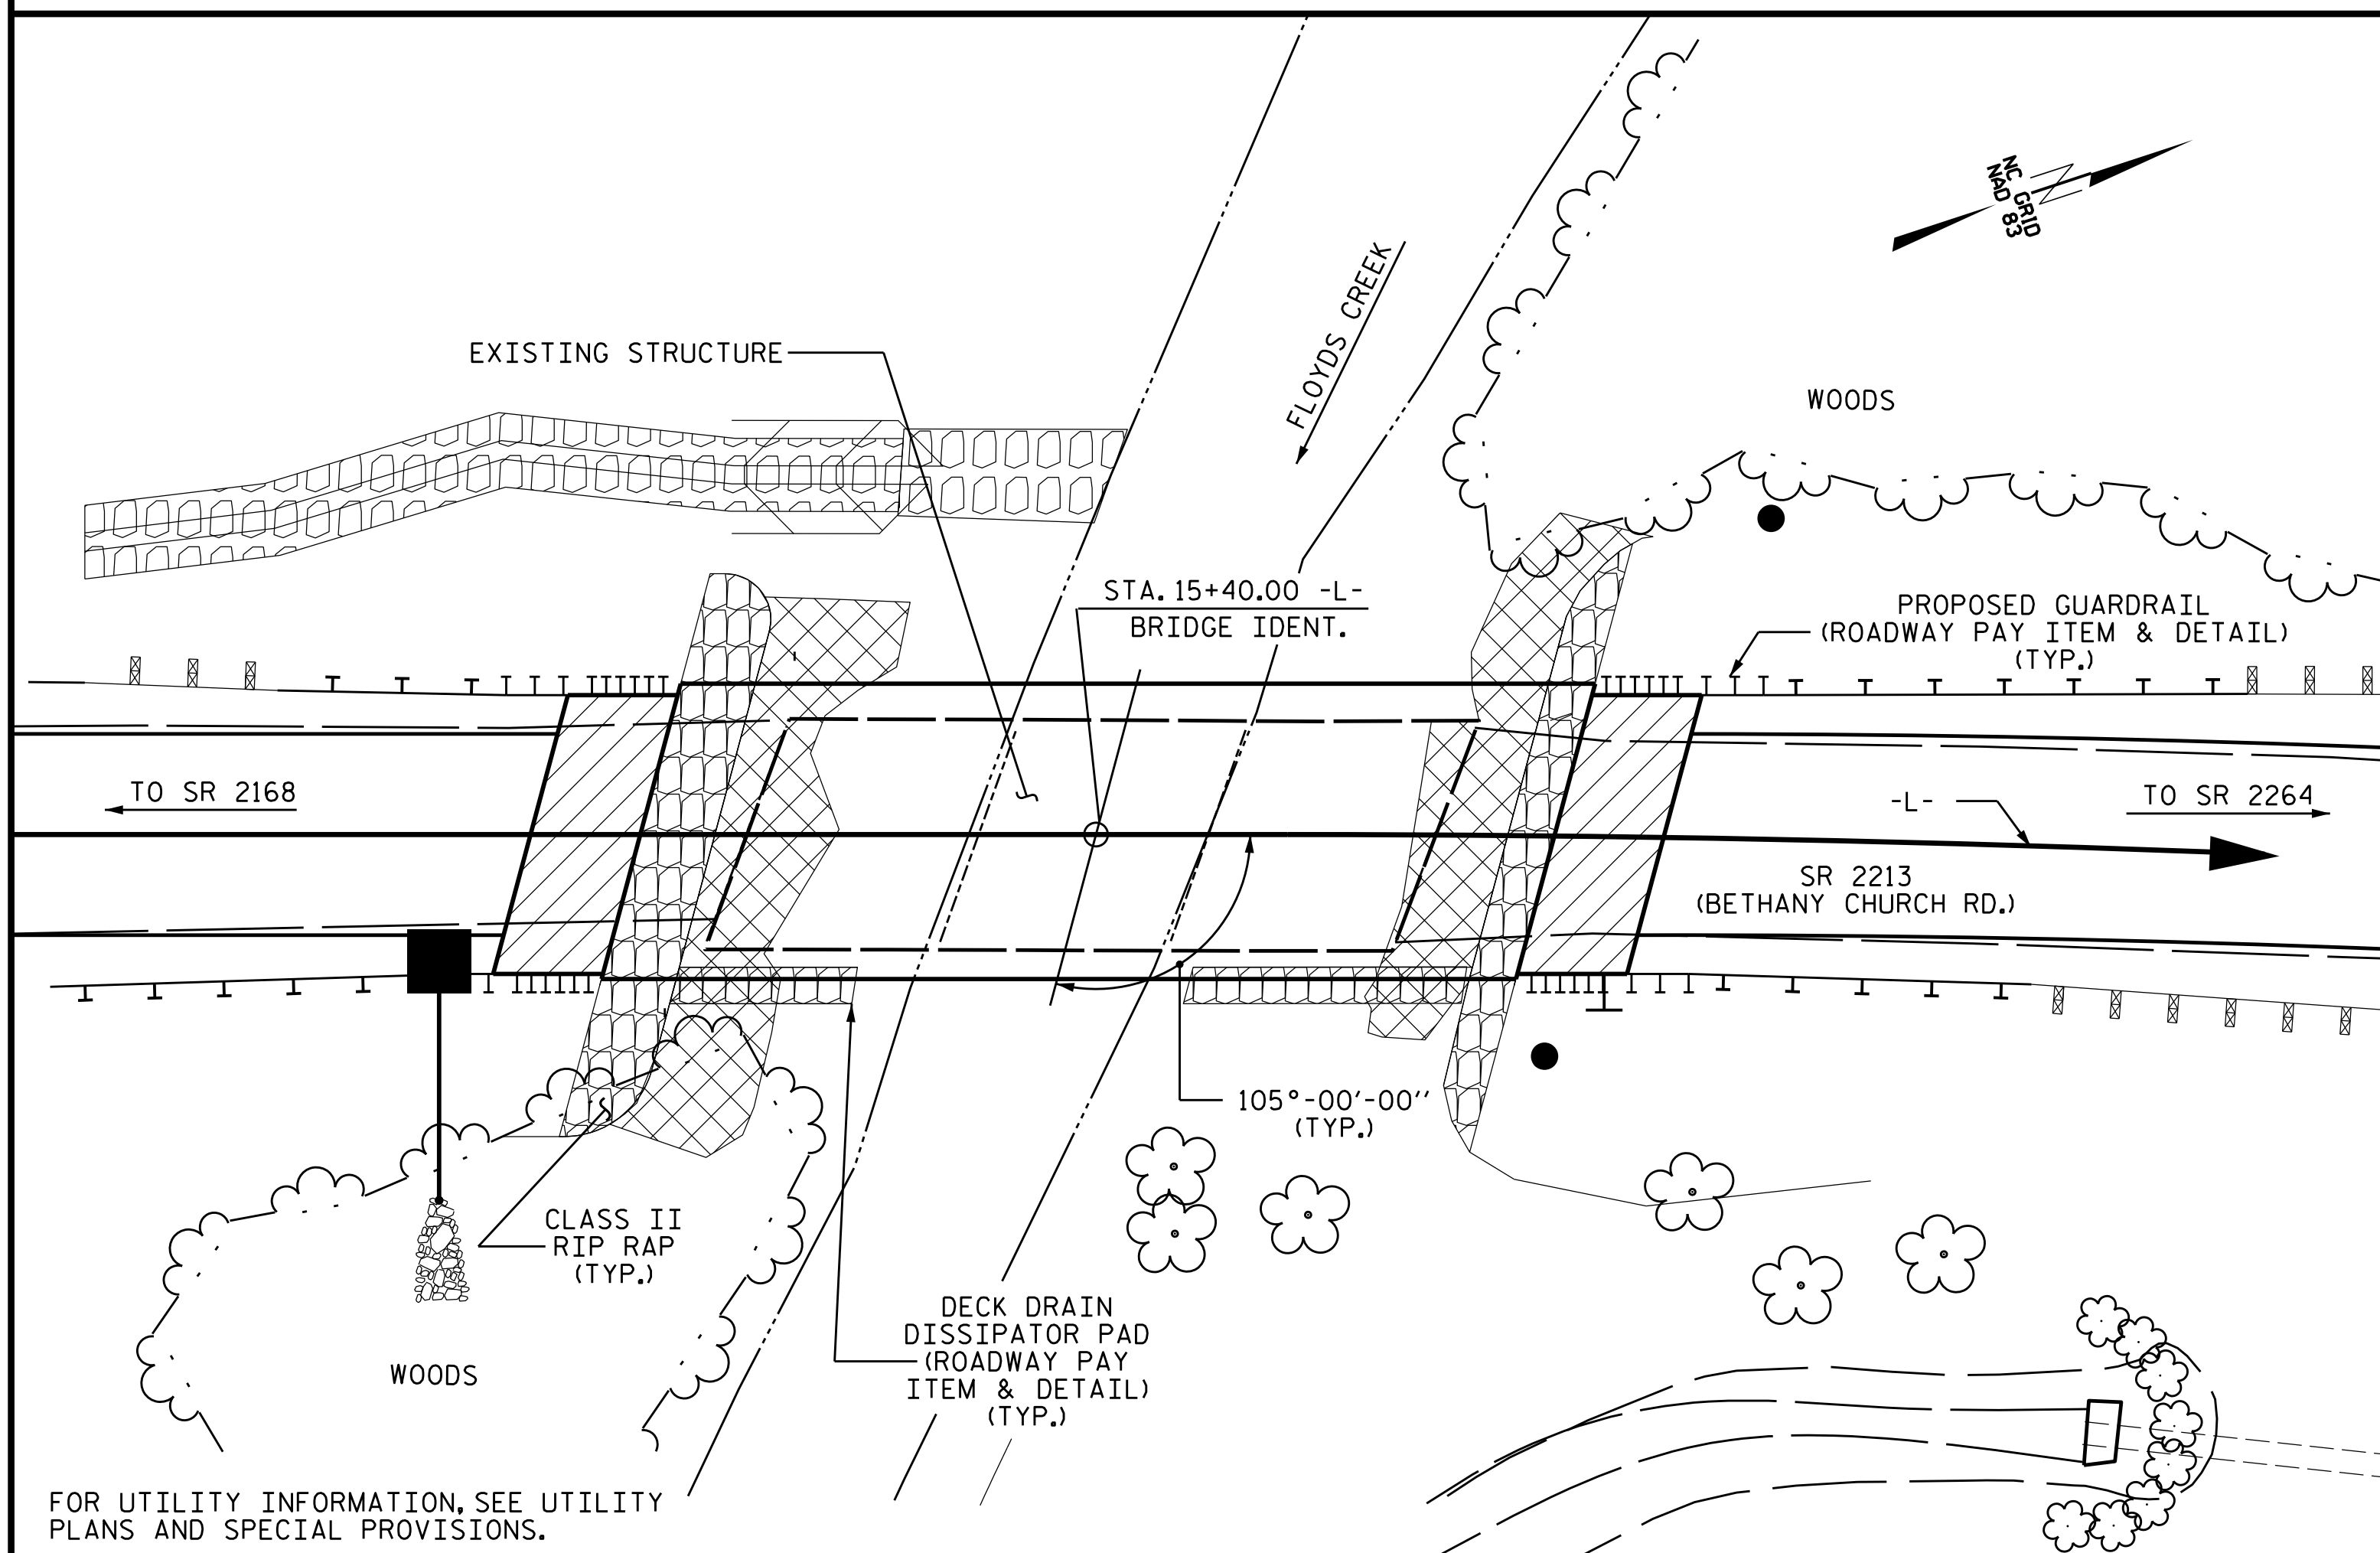 NC GRID
NAD 83
FLOYDS CREEK
EXISTING STRUCTURE
WOODS
STA. 15+40.00 -L-
BRIDGE IDENT.
PROPOSED GUARDRAIL
(ROADWAY PAY ITEM & DETAIL)
(TYP.)
TO SR 2168
-L-
TO SR 2264
SR 2213
(BETHANY CHURCH RD.)
105°-00'-00''
(TYP.)
CLASS II
RIP RAP
(TYP.)
DECK DRAIN
DISSIPATOR PAD
(ROADWAY PAY
ITEM & DETAIL)
(TYP.)
WOODS
FOR UTILITY INFORMATION, SEE UTILITY
PLANS AND SPECIAL PROVISIONS.